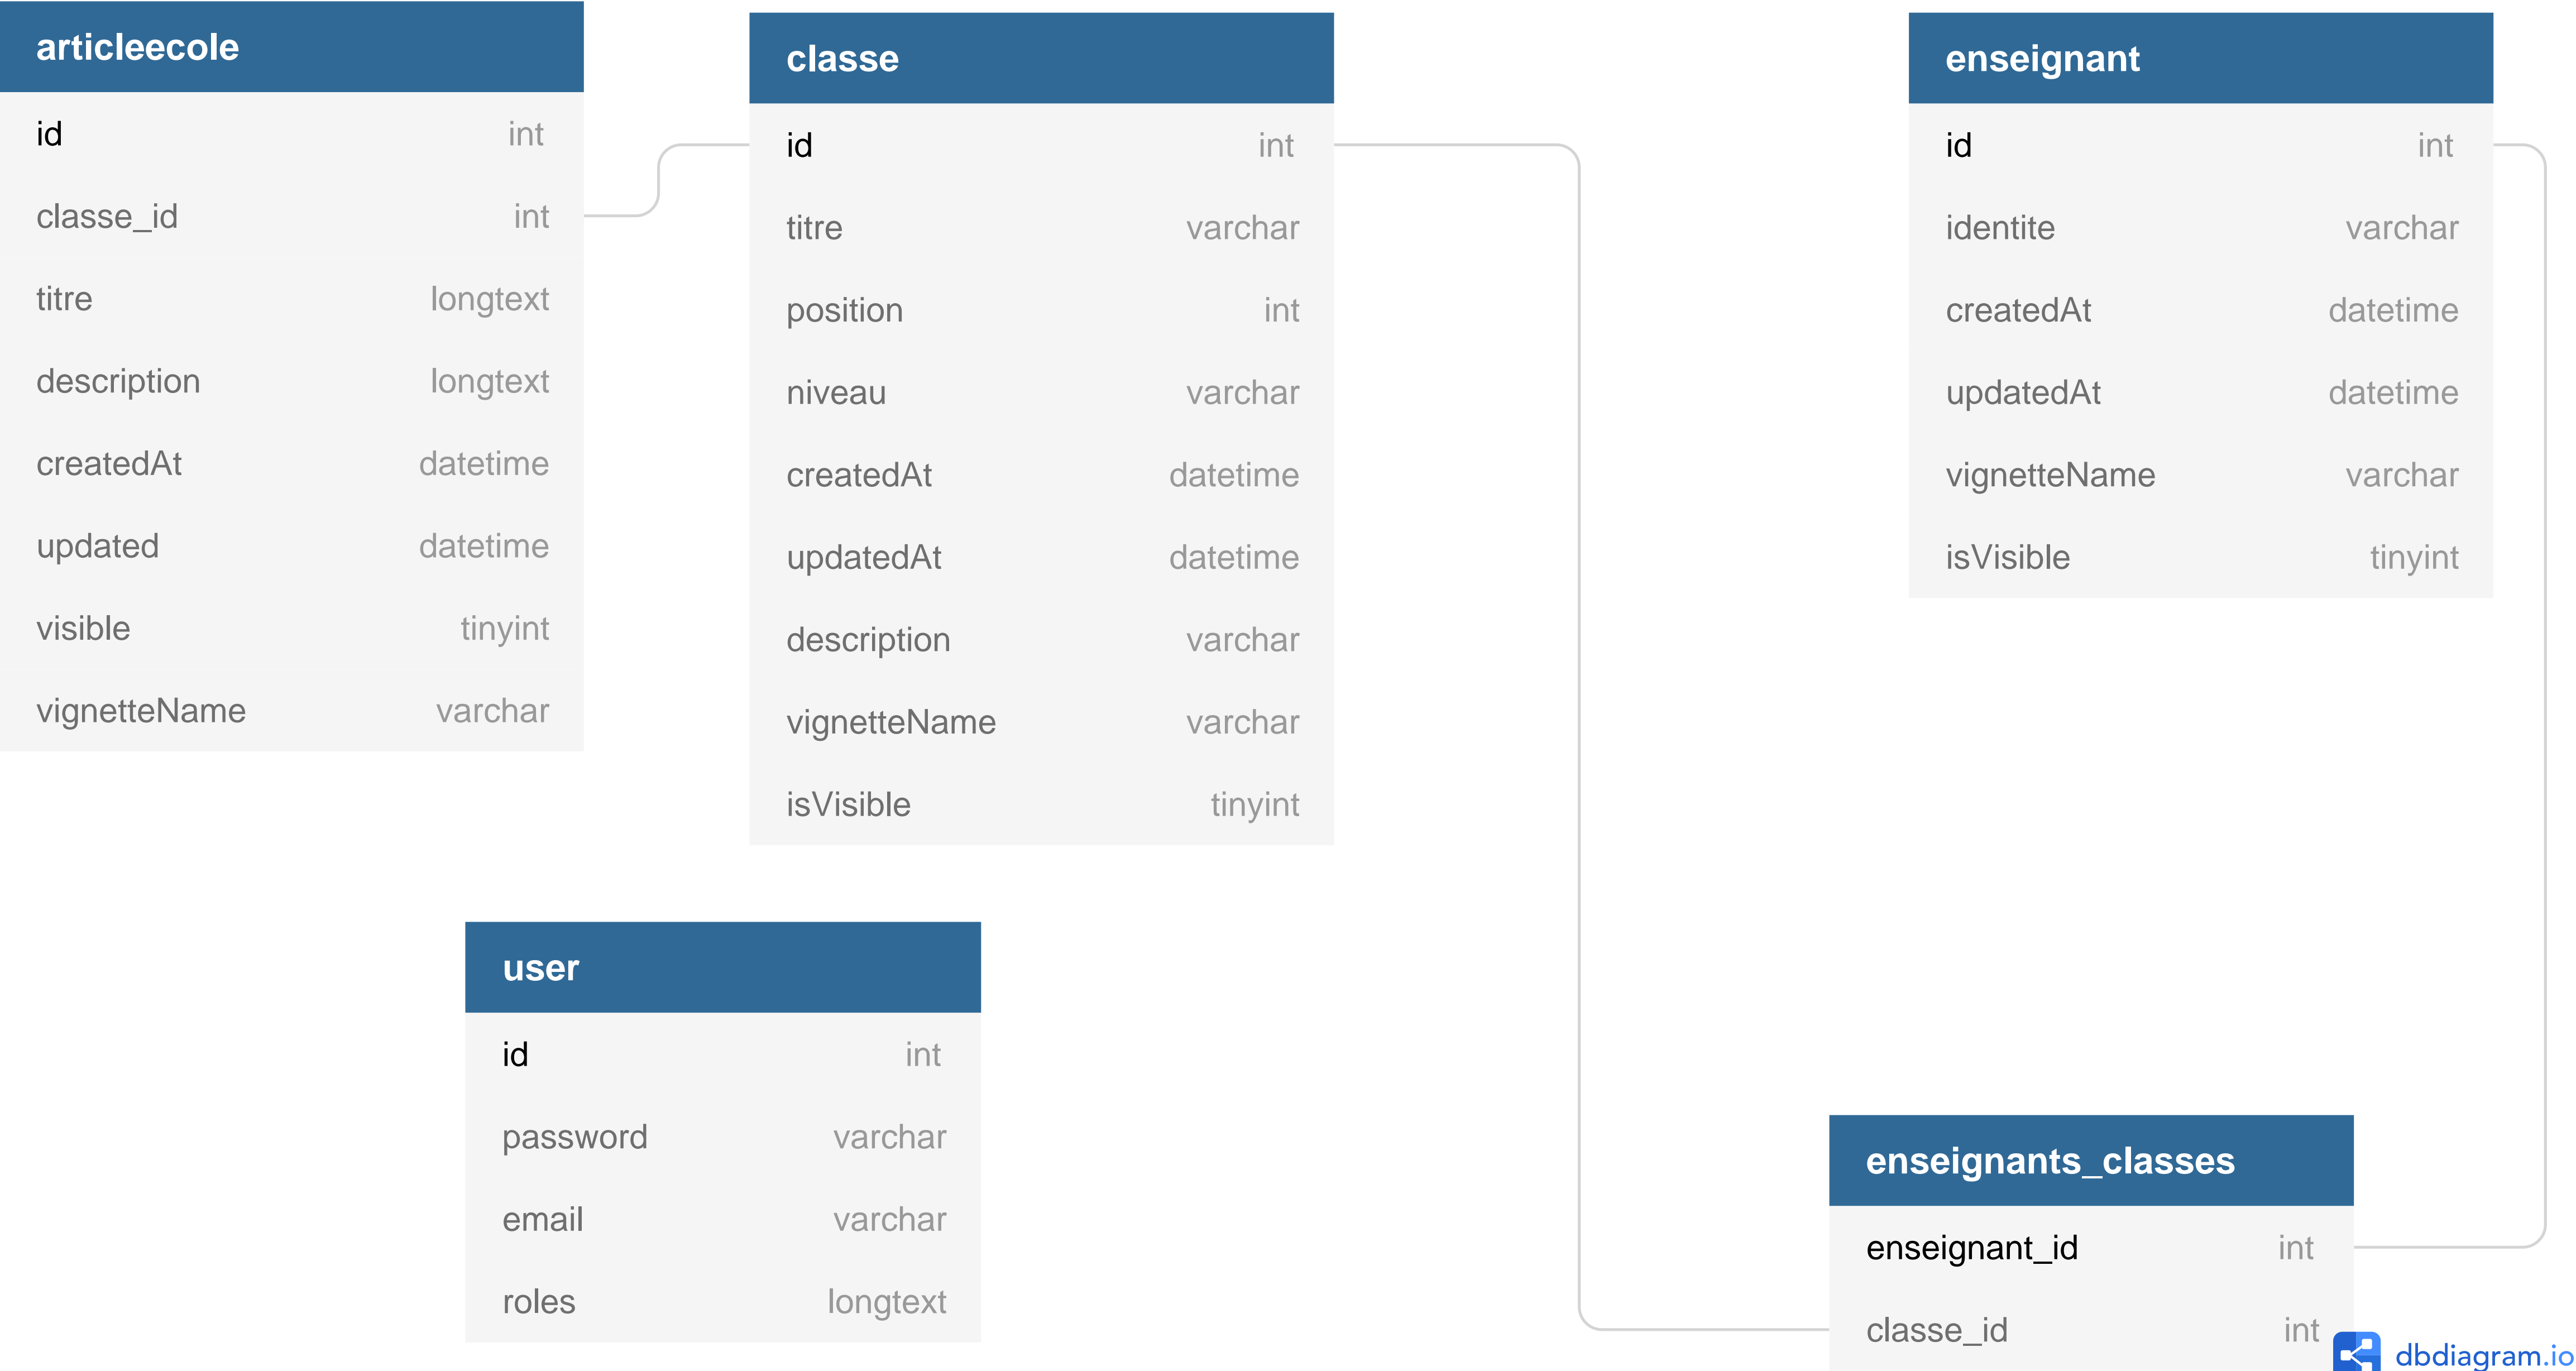 articleecole
id int
classe_id int
titre longtext
description longtext
createdAt datetime
updated datetime
visible tinyint
vignetteName varchar
classe
id int
titre varchar
position int
niveau varchar
createdAt datetime
updatedAt datetime
description varchar
vignetteName varchar
isVisible tinyint
enseignant
id int
identite varchar
createdAt datetime
updatedAt datetime
vignetteName varchar
isVisible tinyint
user
id int
password varchar
email varchar
roles longtext
enseignants_classes
enseignant_id int
classe_id int
dbdiagram.io